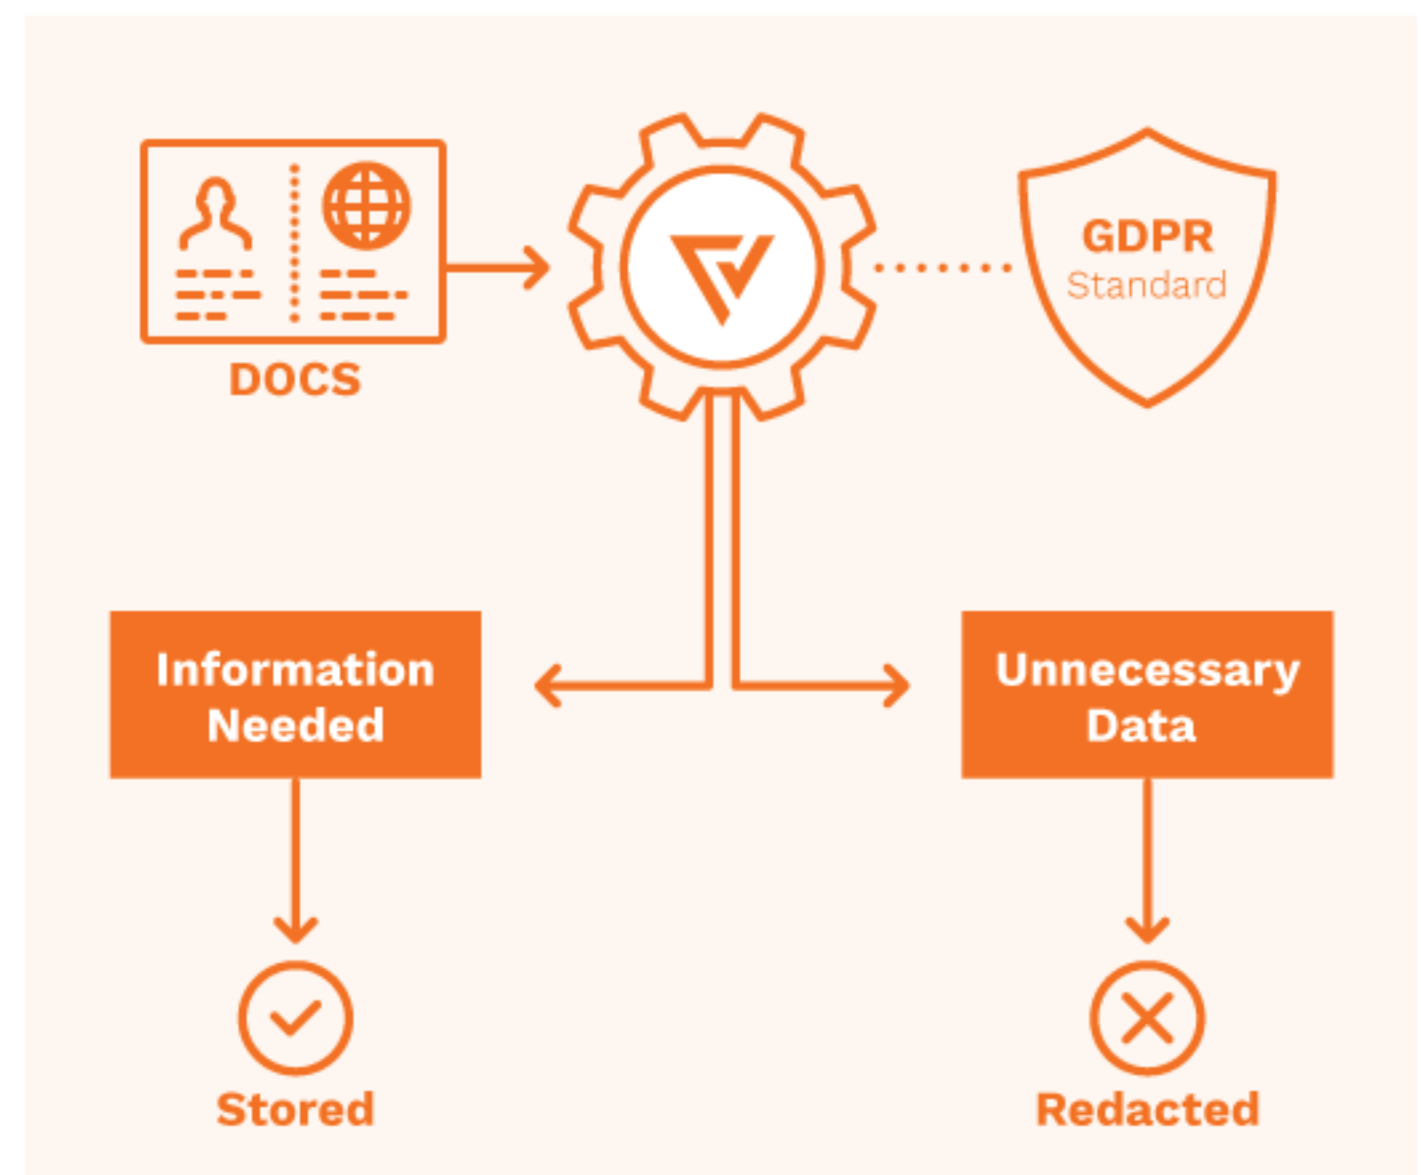 DOCS
GDPR
Standard
Information
Needed
Unnecessary
Data
Stored
Redacted